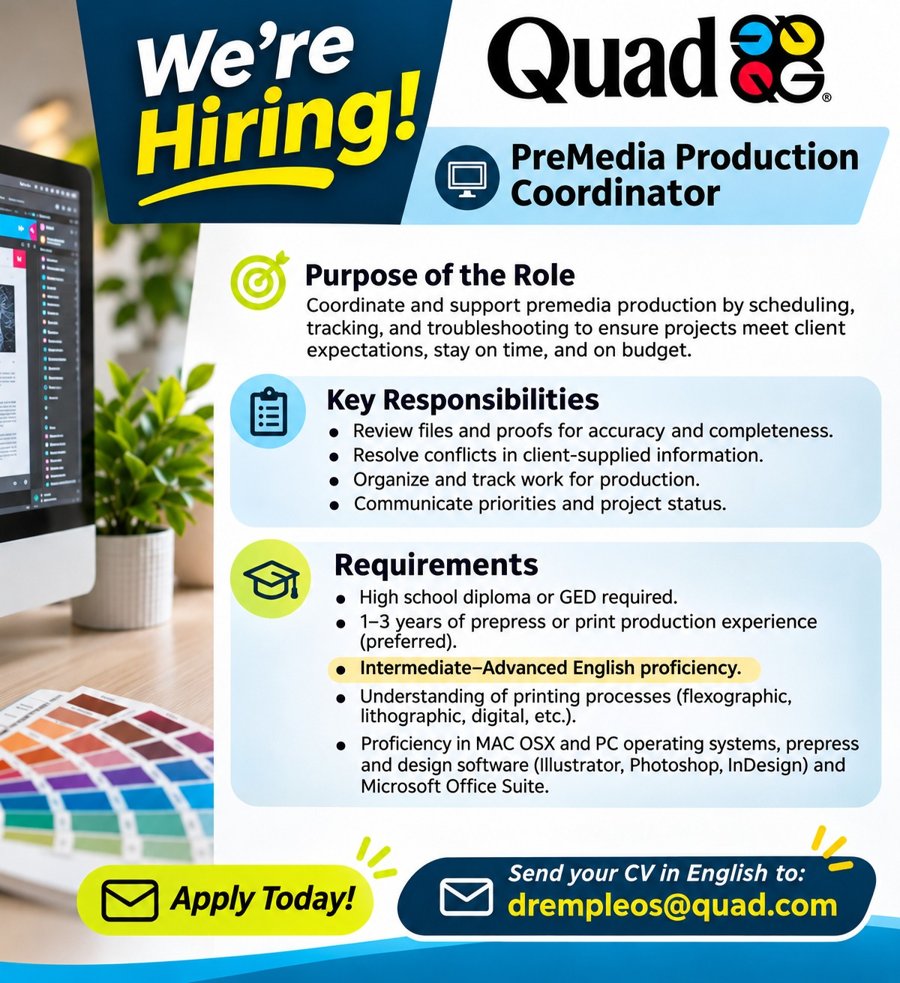 We're
Hiring!
Quad
QG®
PreMedia Production
Coordinator
Purpose of the Role
Coordinate and support premedia production by scheduling,
tracking, and troubleshooting to ensure projects meet client
expectations, stay on time, and on budget.
Key Responsibilities
• Review files and proofs for accuracy and completeness.
• Resolve conflicts in client-supplied information.
• Organize and track work for production.
• Communicate priorities and project status.
Requirements
• High school diploma or GED required.
• 1–3 years of prepress or print production experience
(preferred).
• Intermediate–Advanced English proficiency.
• Understanding of printing processes (flexographic,
lithographic, digital, etc.).
• Proficiency in MAC OSX and PC operating systems, prepress
and design software (Illustrator, Photoshop, InDesign) and
Microsoft Office Suite.
Apply Today!
Send your CV in English to:
drempleos@quad.com